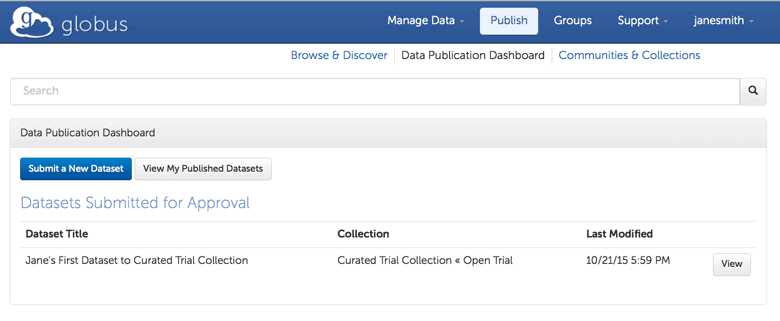 globus
Manage Data Publish Groups Support janesmith
Browse & Discover Data Publication Dashboard Communities & Collections
Search
Data Publication Dashboard
Submit a New Dataset View My Published Datasets
Datasets Submitted for Approval
Dataset Title Collection Last Modified
Jane's First Dataset to Curated Trial Collection Curated Trial Collection « Open Trial 10/21/15 5:59 PM View